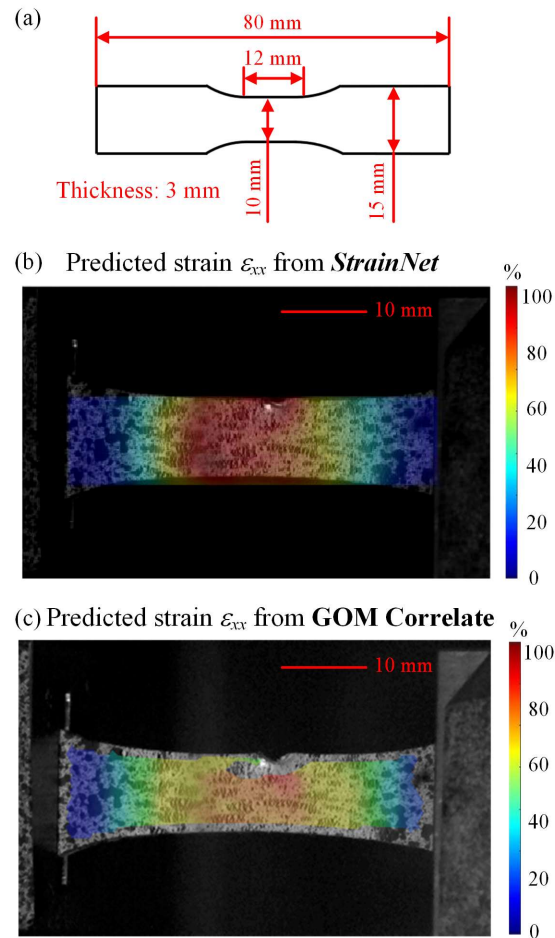 (a)
80 mm
12 mm
Thickness: 3 mm
10 mm
15 mm
(b) Predicted strain εxx from StrainNet
%
10 mm
100
80
60
40
20
0
(c) Predicted strain εxx from GOM Correlate
%
10 mm
100
80
60
40
20
0